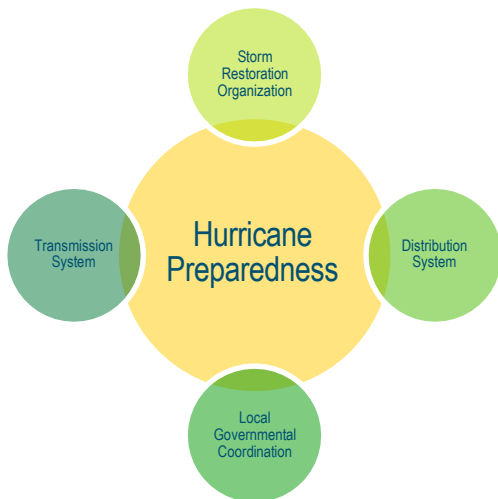 Storm
Restoration
Organization
Transmission
System
Hurricane
Preparedness
Distribution
System
Local
Governmental
Coordination